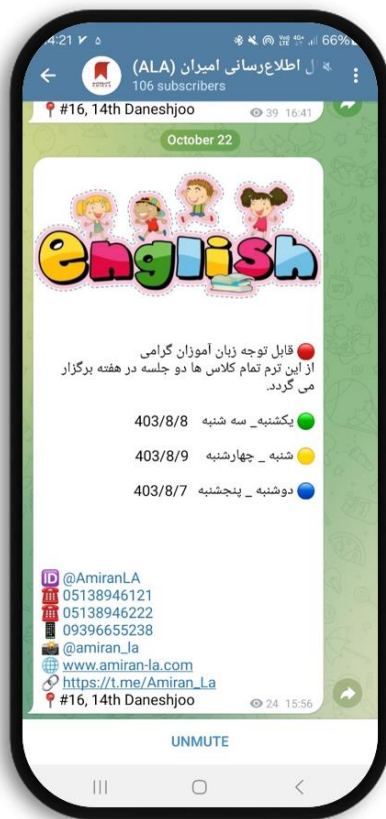 4:21
66%
ل اطلاع‌رسانی امیران (ALA)
106 subscribers
#16, 14th Daneshjoo
39 16:41
October 22
english
قابل توجه زبان آموزان گرامی
از این ترم تمام کلاس ها دو جلسه در هفته برگزار
می گردد.
یکشنبه_ سه شنبه 403/8/8
شنبه _ چهارشنبه 403/8/9
دوشنبه _ پنجشنبه 403/8/7
ID @AmiranLA
05138946121
05138946222
09396655238
@amiran_la
www.amiran-la.com
https://t.me/Amiran_La
#16, 14th Daneshjoo
24 15:56
UNMUTE